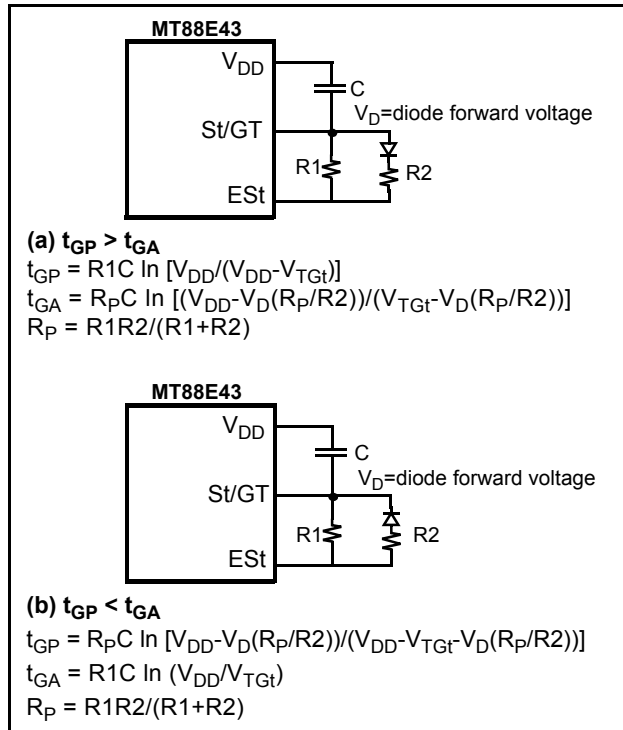 MT88E43
VDD
C
VD=diode forward voltage
St/GT
R1
R2
ESt
(a) tGP > tGA
tGP = R1C ln [VDD/(VDD-VTGt)]
tGA = RPC ln [(VDD-VD(RP/R2))/(VTGt-VD(RP/R2))]
RP = R1R2/(R1+R2)
MT88E43
VDD
C
VD=diode forward voltage
St/GT
R1
R2
ESt
(b) tGP < tGA
tGP = RPC ln [VDD-VD(RP/R2))/(VDD-VTGt-VD(RP/R2))]
tGA = R1C ln (VDD/VTGt)
RP = R1R2/(R1+R2)